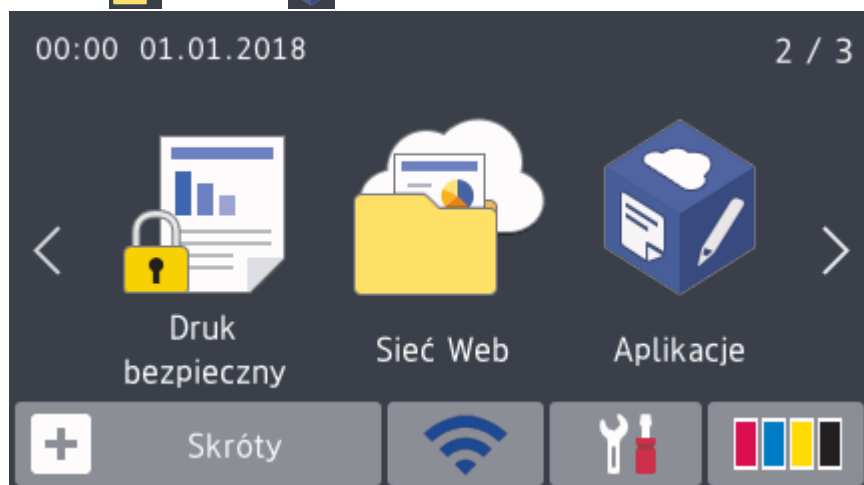 00:00 01.01.2018
2 / 3
Druk
bezpieczny
Sieć Web
Aplikacje
Skróty